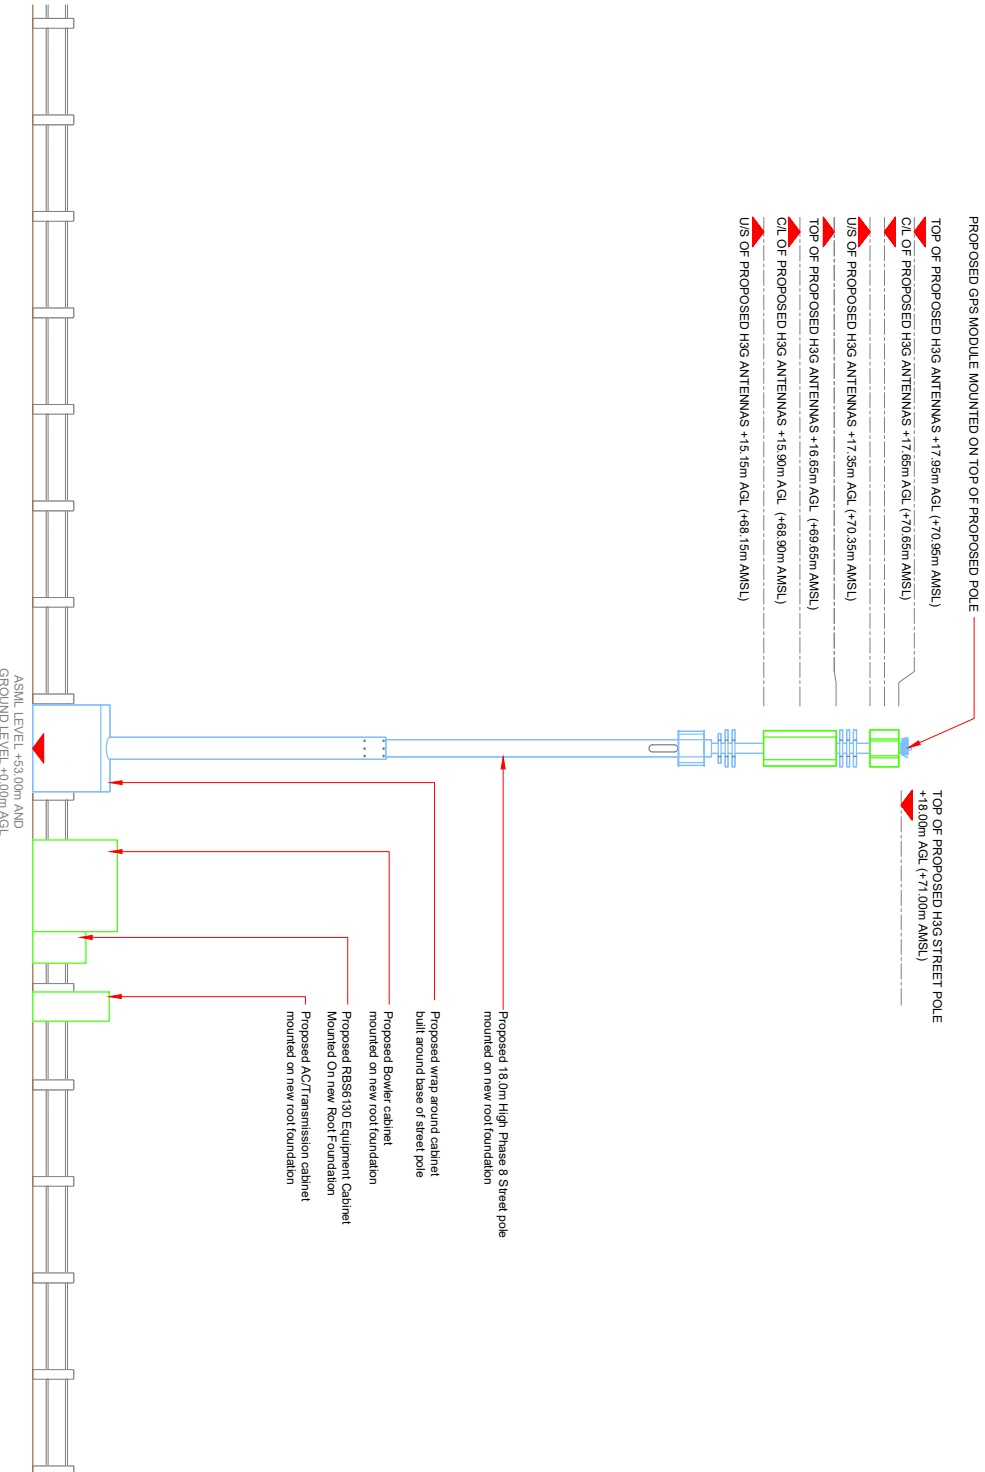 PROPOSED GPS MODULE MOUNTED ON TOP OF PROPOSED POLE
TOP OF PROPOSED H3G ANTENNAS +17.95m AGL (+70.95m AMSL)
C/L OF PROPOSED H3G ANTENNAS +17.65m AGL (+70.65m AMSL)
U/S OF PROPOSED H3G ANTENNAS +17.35m AGL (+70.35m AMSL)
TOP OF PROPOSED H3G ANTENNAS +16.65m AGL (+69.65m AMSL)
C/L OF PROPOSED H3G ANTENNAS +15.90m AGL (+68.90m AMSL)
U/S OF PROPOSED H3G ANTENNAS +15.15m AGL (+68.15m AMSL)
TOP OF PROPOSED H3G STREET POLE
+18.00m AGL (+71.00m AMSL)
Proposed 18.0m High Phase 8 Street pole
mounted on new root foundation
Proposed wrap around cabinet
built around base of street pole
Proposed Bowler cabinet
mounted on new root foundation
Proposed RBS6130 Equipment Cabinet
Mounted On new Root Foundation
Proposed AC/Transmission cabinet
mounted on new root foundation
ASML LEVEL +53.00m AND
GROUND LEVEL +0.00m AGL